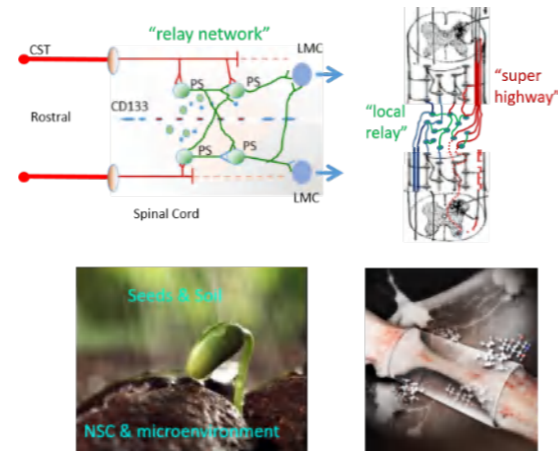 "relay network"
CST
LMC
PS
PS
CD133
Rostral
PS
PS
LMC
Spinal Cord
"super
highway"
"local
relay"
Seeds & Soil
NSC & microenvironment